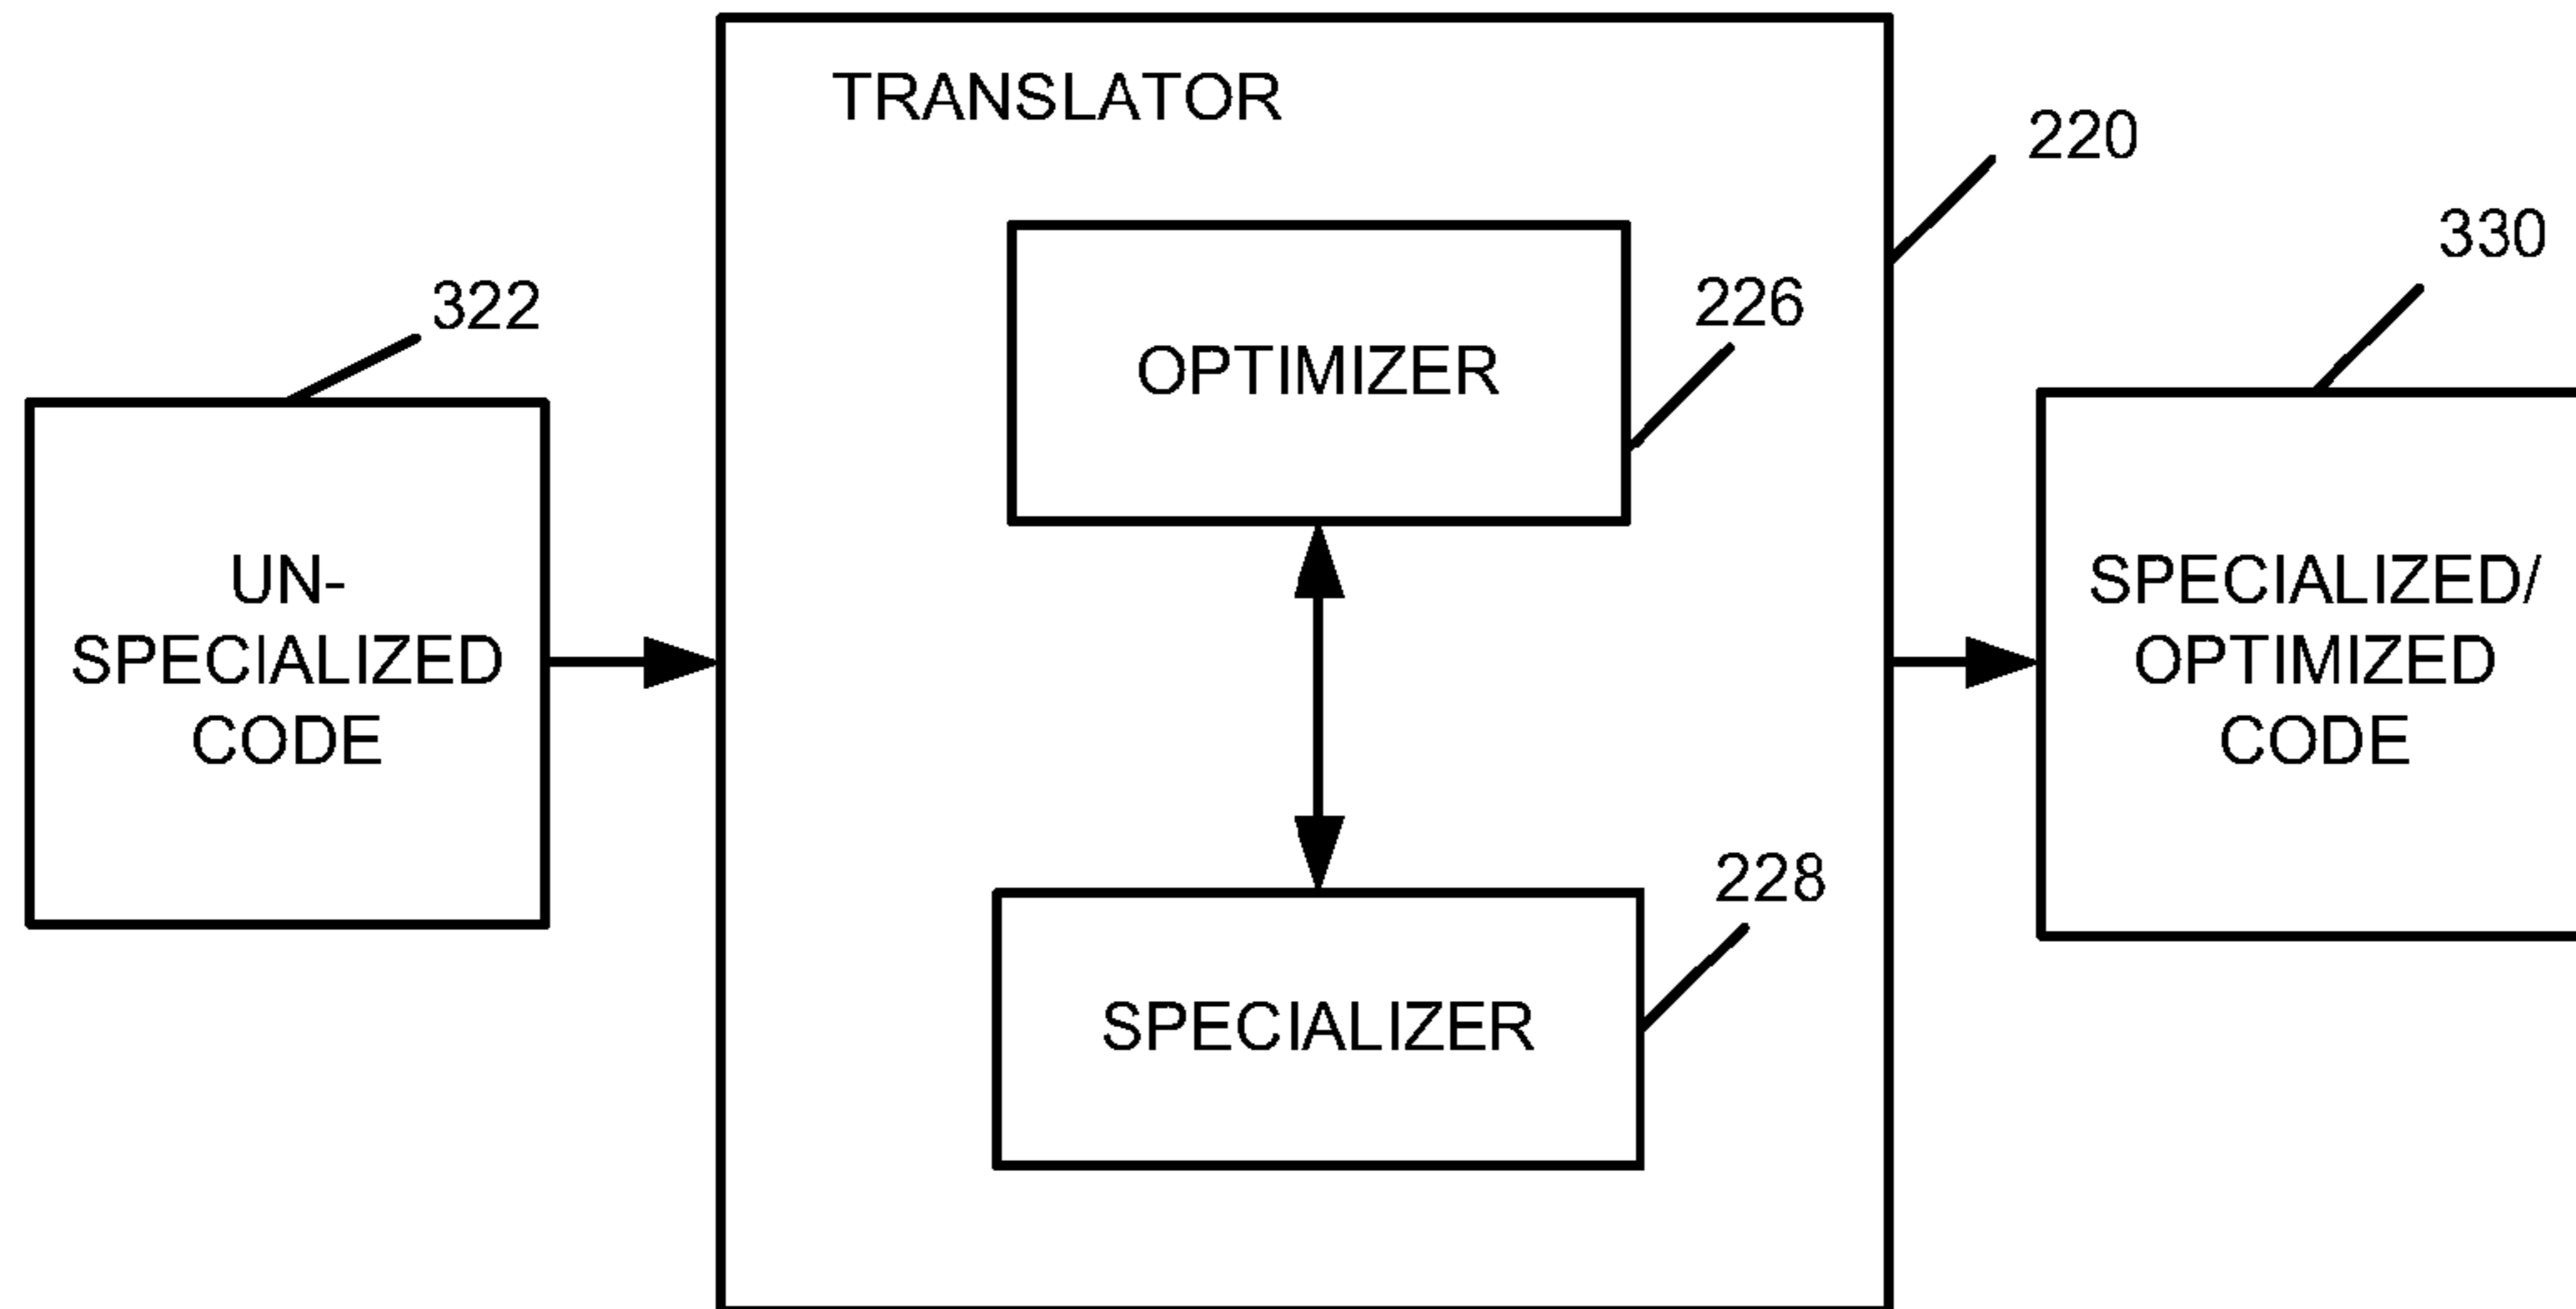 TRANSLATOR
220
330
322
226
OPTIMIZER
UN-
SPECIALIZED
CODE
SPECIALIZED/
OPTIMIZED
CODE
228
SPECIALIZER